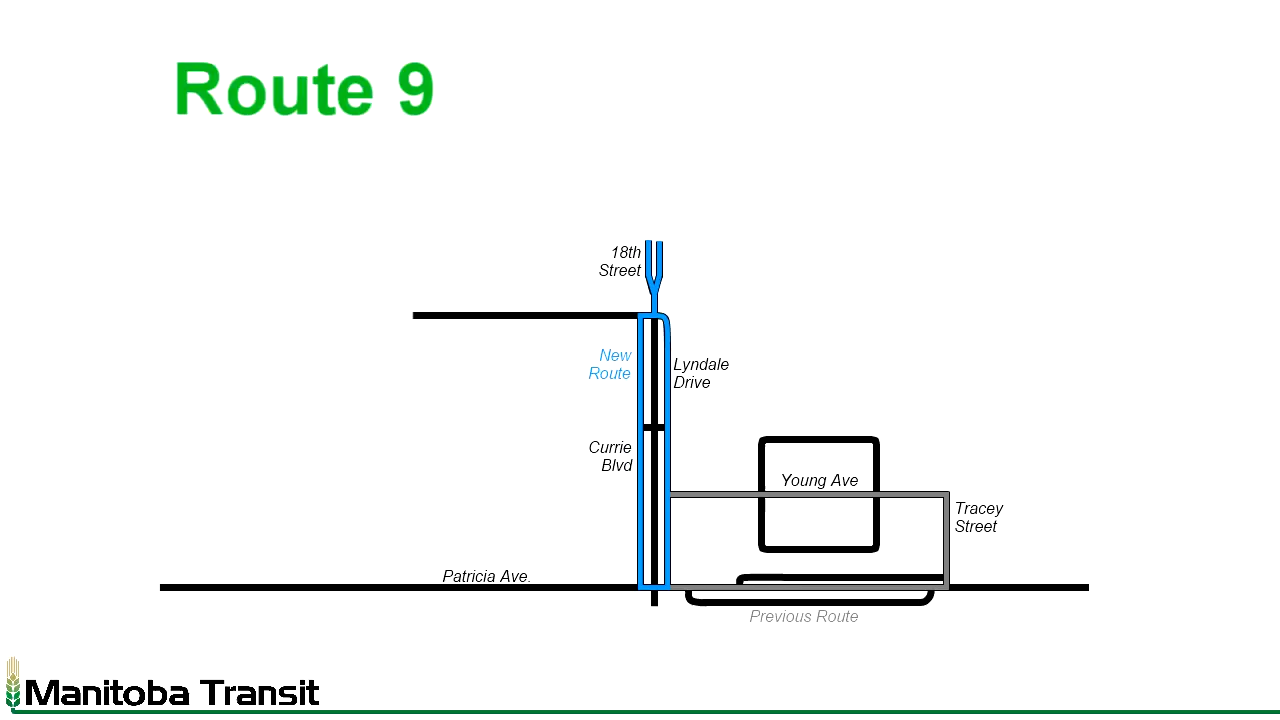 Route 9
18th
Street
New
Route
Lyndale
Drive
Currie
Blvd
Young Ave
Tracey
Street
Patricia Ave.
Previous Route
Manitoba Transit